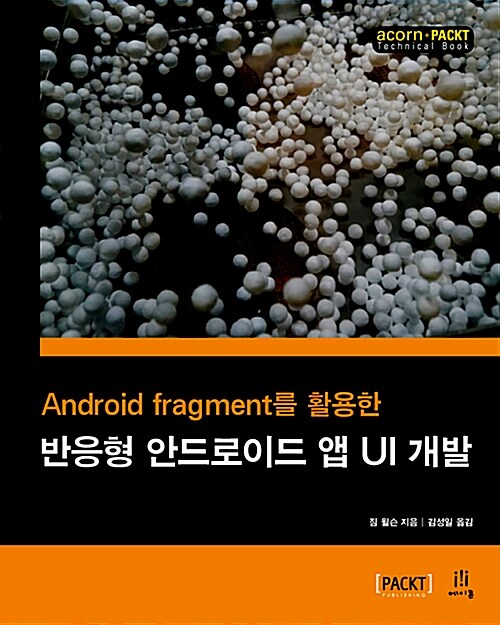 acorn+PACKT
Technical Book
Android fragment를 활용한
반응형 안드로이드 앱 UI 개발
짐 윌슨 지음 | 김성일 옮김
[PACKT]
PUBLISHING
에이콘